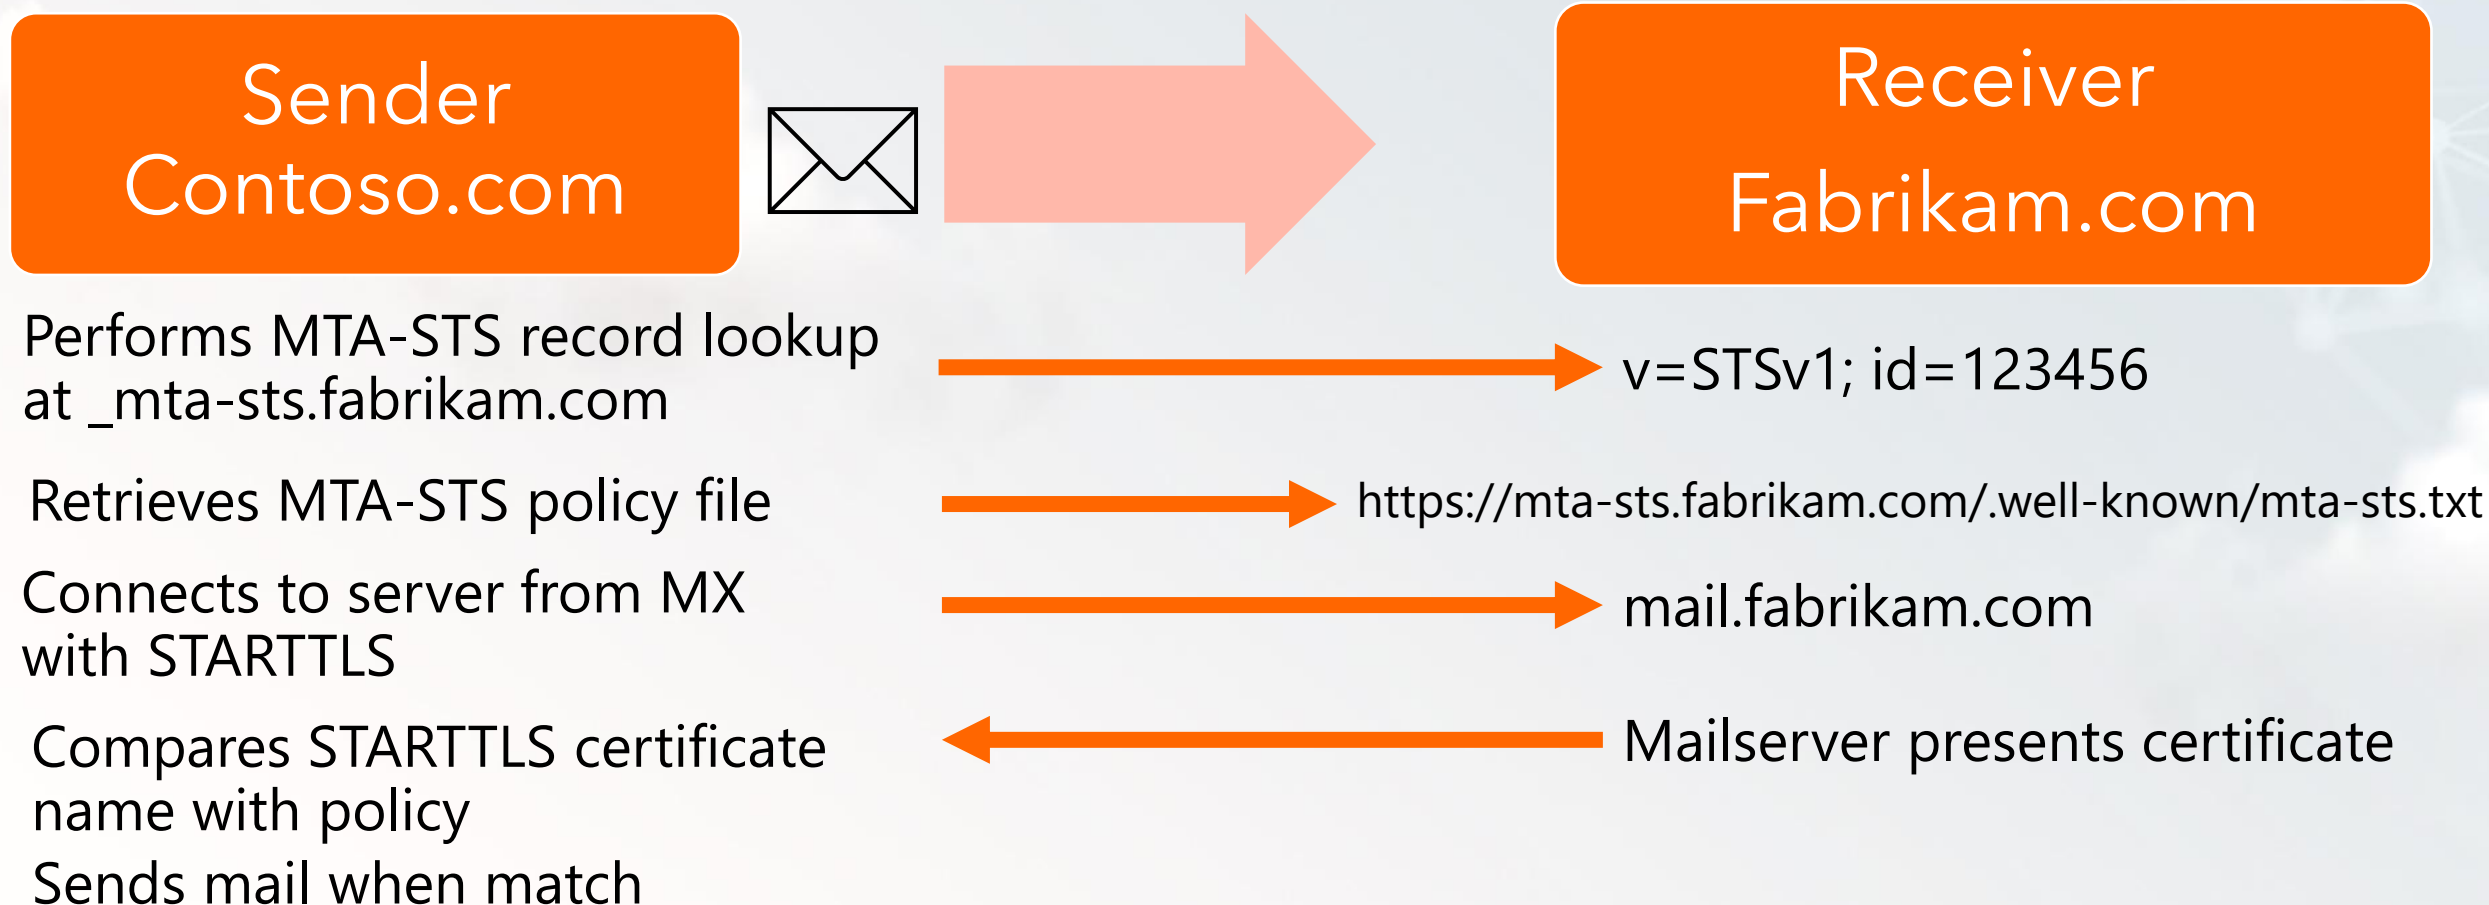 Sender
Contoso.com
Receiver
Fabrikam.com
Performs MTA-STS record lookup
at _mta-sts.fabrikam.com
v=STSv1; id=123456
Retrieves MTA-STS policy file
https://mta-sts.fabrikam.com/.well-known/mta-sts.txt
Connects to server from MX
with STARTTLS
mail.fabrikam.com
Compares STARTTLS certificate
name with policy
Mailserver presents certificate
Sends mail when match